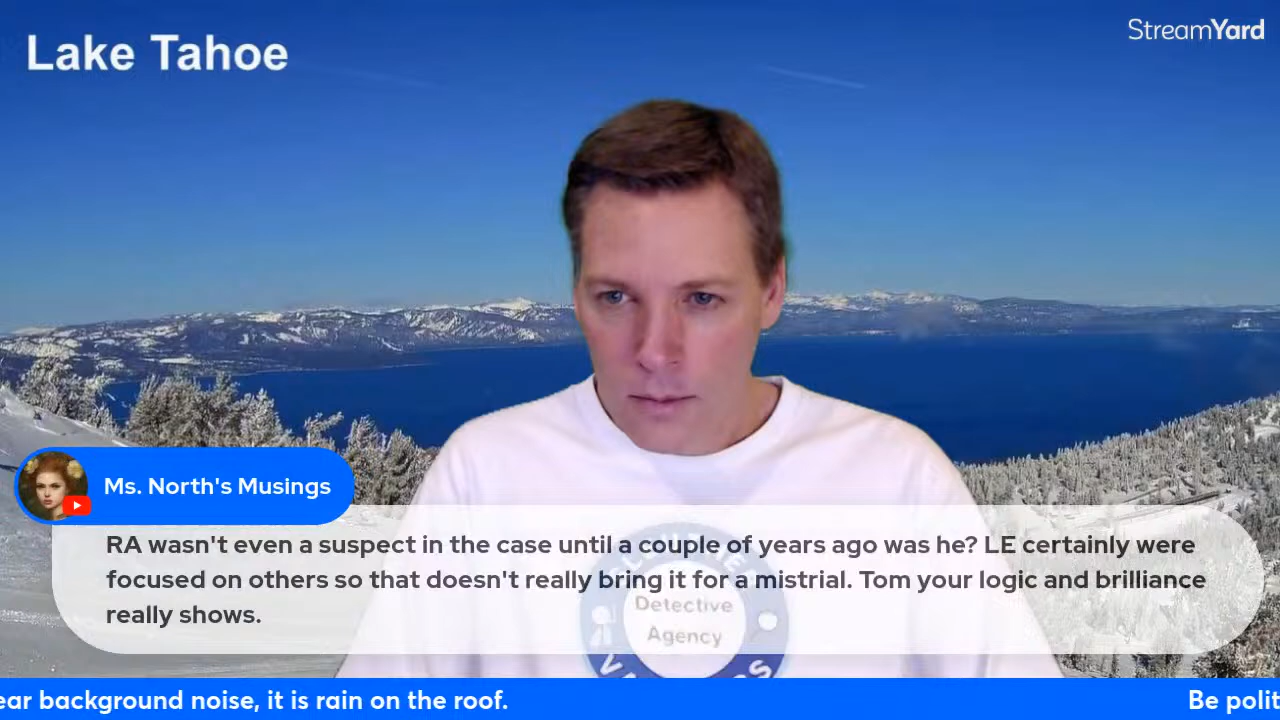 Lake Tahoe
StreamYard
Ms. North's Musings
RA wasn't even a suspect in the case until a couple of years ago was he? LE certainly were
focused on others so that doesn't really bring it for a mistrial. Tom your logic and brilliance
really shows.
Detective
Agency
ear background noise, it is rain on the roof.
Be polit